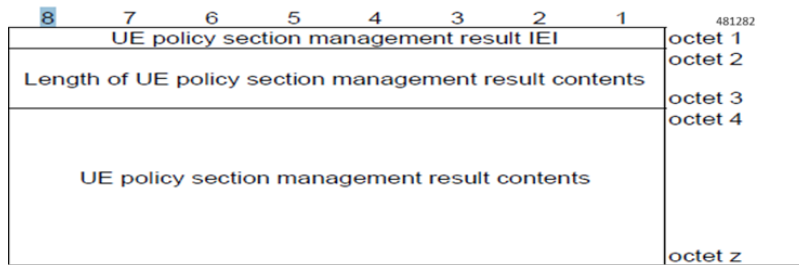 8 7 6 5 4 3 2 1 481282
UE policy section management result IEI octet 1
octet 2
Length of UE policy section management result contents
octet 3
octet 4
UE policy section management result contents
octet z